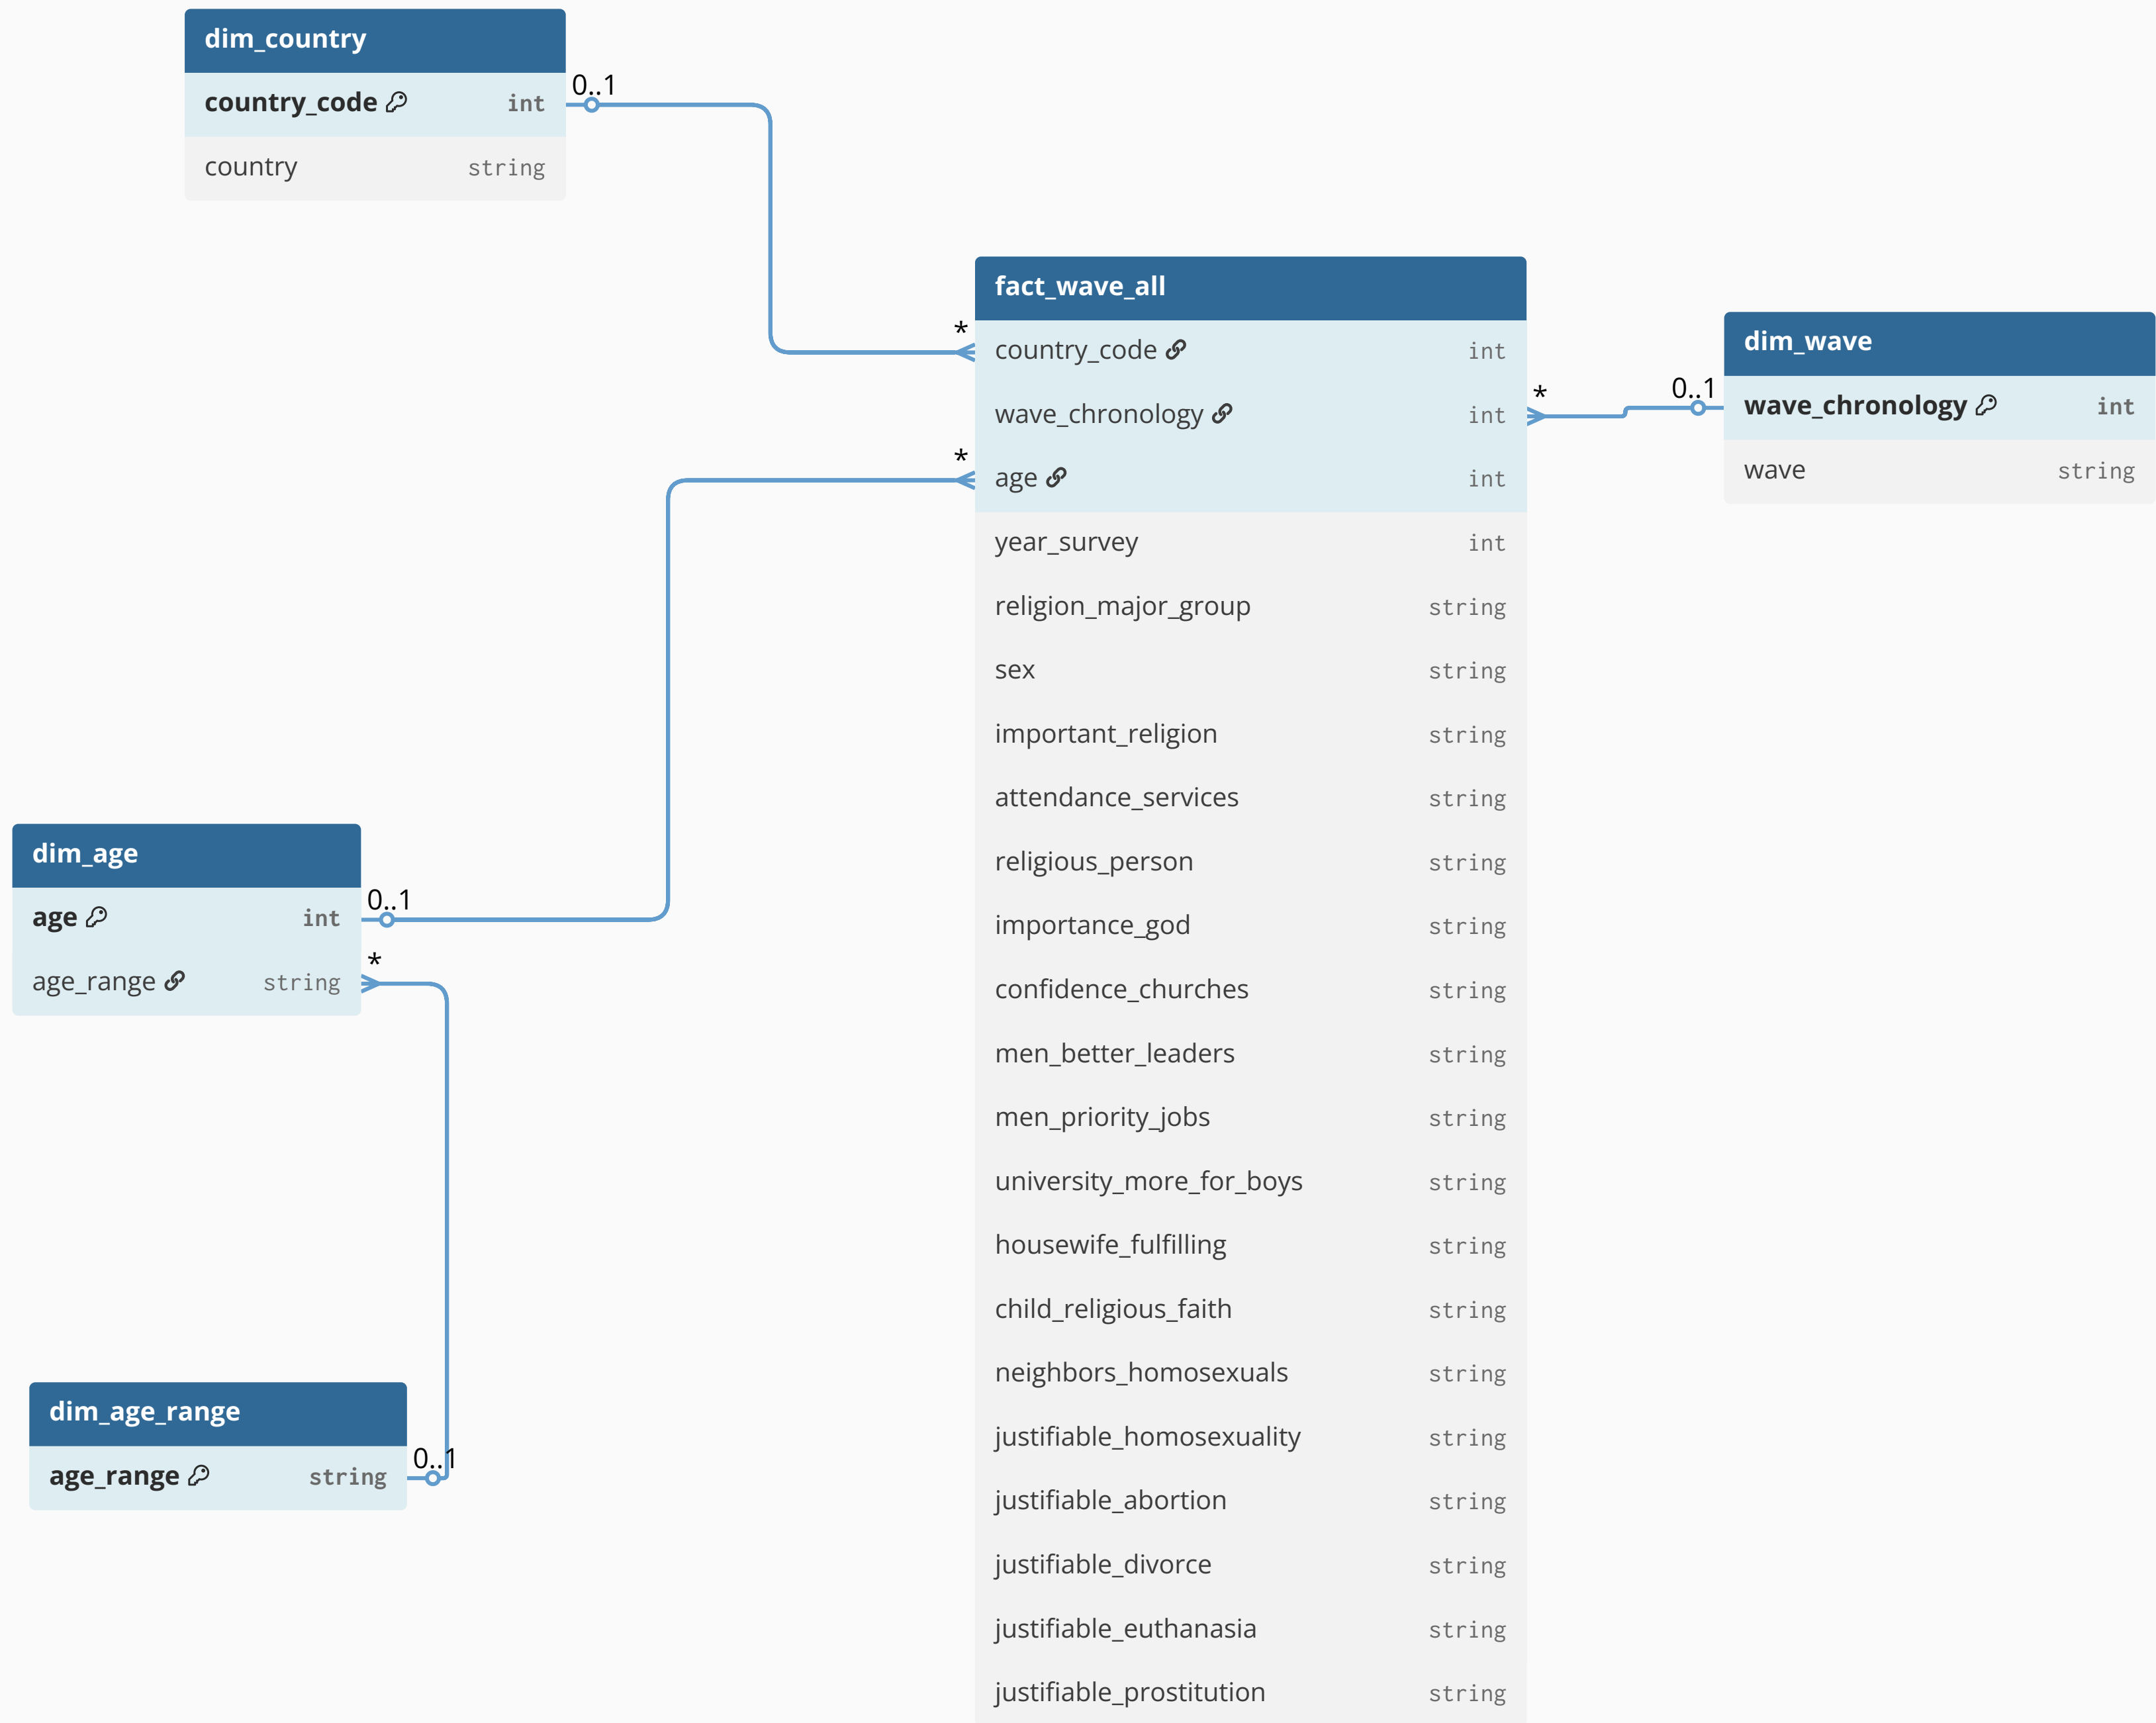 dim_country
country_code int
country string
0..1
*
fact_wave_all
country_code int
wave_chronology int
age int
year_survey int
religion_major_group string
sex string
important_religion string
attendance_services string
religious_person string
importance_god string
confidence_churches string
men_better_leaders string
men_priority_jobs string
university_more_for_boys string
housewife_fulfilling string
child_religious_faith string
neighbors_homosexuals string
justifiable_homosexuality string
justifiable_abortion string
justifiable_divorce string
justifiable_euthanasia string
justifiable_prostitution string
* 0..1
dim_wave
wave_chronology int
wave string
*
dim_age
age int
age_range string
0..1
*
dim_age_range
age_range string
0..1